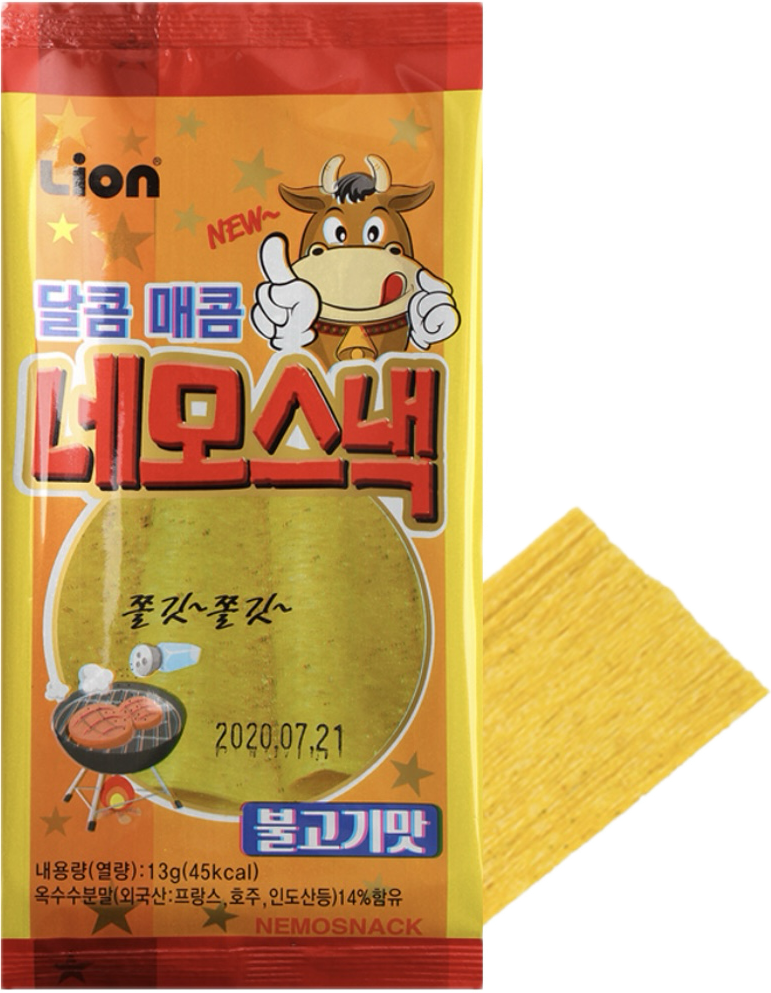 Lion®
NEW~
달콤 매콤
네모스낵
쫄깃~쫄깃~
2020.07.21
불고기맛
내용량(열량):13g(45kcal)
옥수수분말(외국산:프랑스,호주,인도산등)14%함유
NEMOSNACK